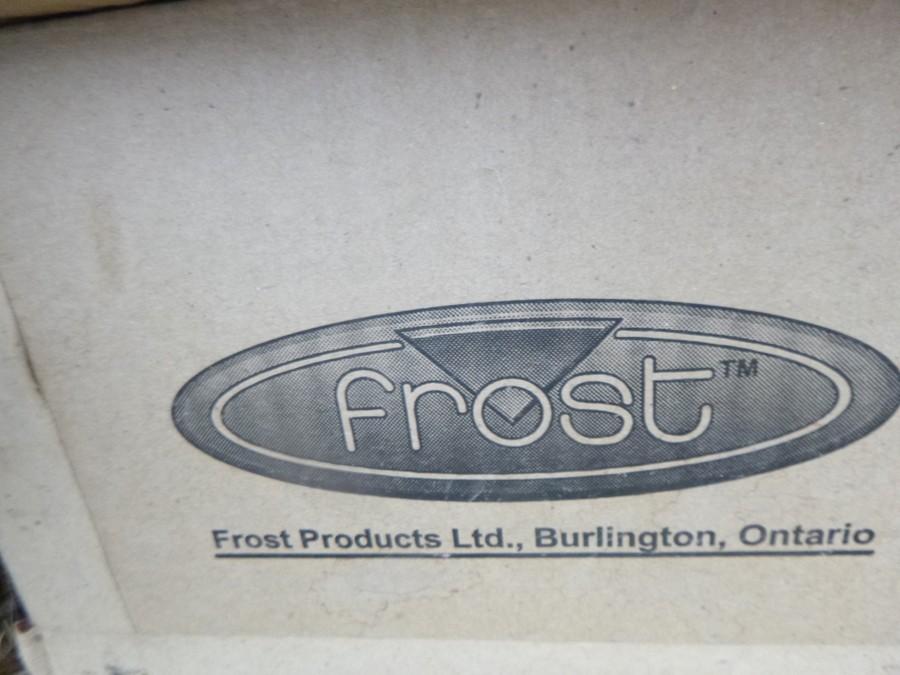 frost™
Frost Products Ltd., Burlington, Ontario